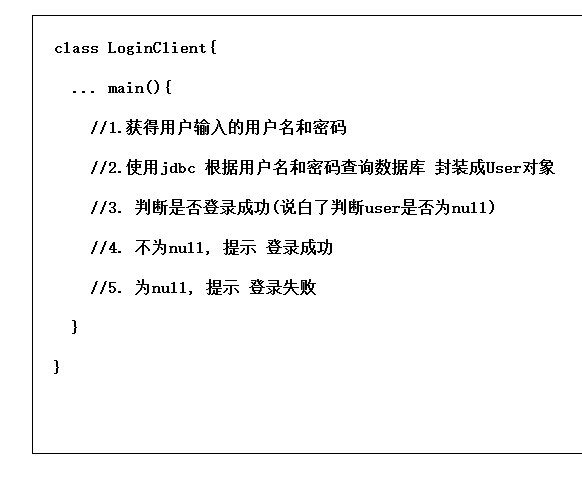 class LoginClient{
... main(){
//1.获得用户输入的用户名和密码
//2.使用jdbc 根据用户名和密码查询数据库 封装成User对象
//3. 判断是否登录成功(说白了判断user是否为null)
//4. 不为null, 提示 登录成功
//5. 为null, 提示 登录失败
}
}